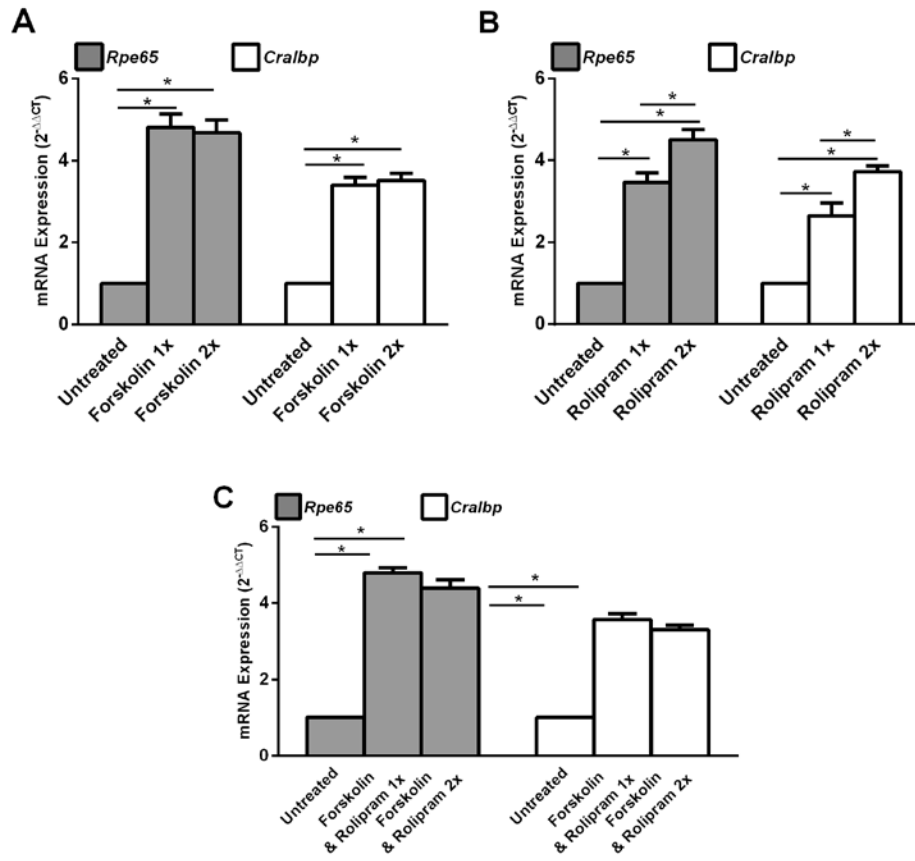 A
Rpe65
Cralbp
mRNA Expression (2-ΔΔCT)
6
4
2
0
*
*
*
*
Untreated
Forskolin 1x
Forskolin 2x
Untreated
Forskolin 1x
Forskolin 2x
B
Rpe65
Cralbp
mRNA Expression (2-ΔΔCT)
6
4
2
0
*
*
*
*
*
*
Untreated
Rolipram 1x
Rolipram 2x
Untreated
Rolipram 1x
Rolipram 2x
C
Rpe65
Cralbp
mRNA Expression (2-ΔΔCT)
6
4
2
0
*
*
*
*
Untreated
Forskolin
& Rolipram 1x
Forskolin
& Rolipram 2x
Untreated
Forskolin
& Rolipram 1x
Forskolin
& Rolipram 2x